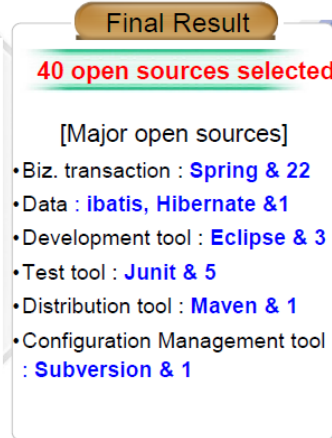 Final Result
40 open sources selected
[Major open sources]
•Biz. transaction : Spring & 22
•Data : ibatis, Hibernate &1
•Development tool : Eclipse & 3
•Test tool : Junit & 5
•Distribution tool : Maven & 1
•Configuration Management tool
: Subversion & 1